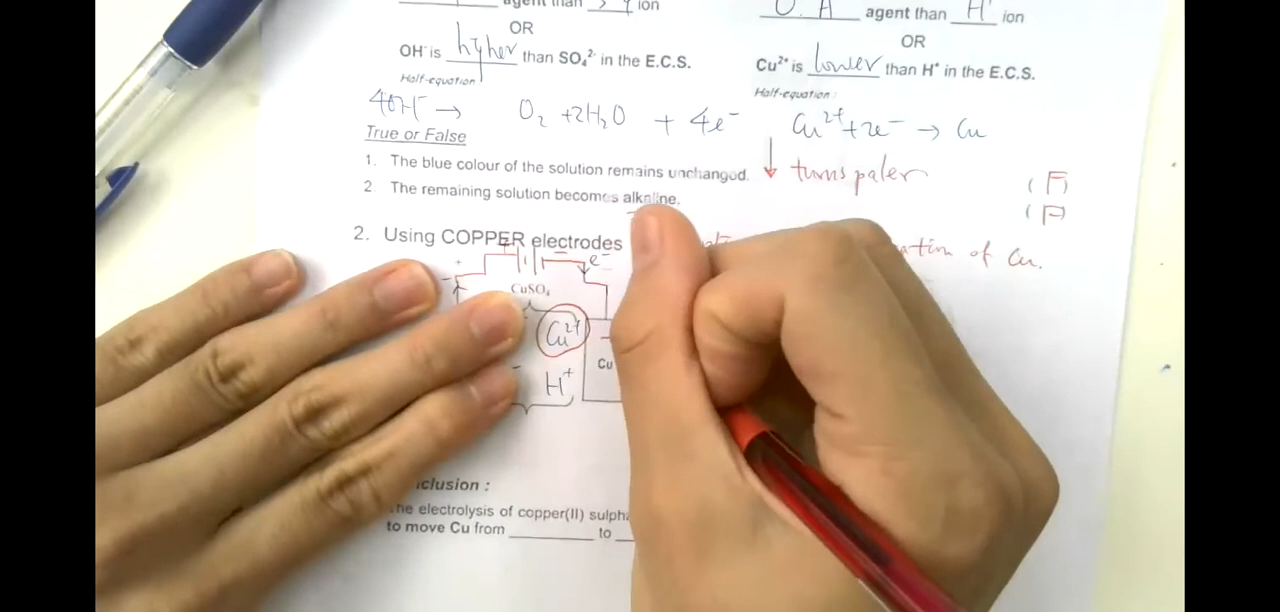 agent than ion
OR
OH⁻ is higher than SO₄²⁻ in the E.C.S.
Half-equation
4OH⁻ → O₂ + 2H₂O + 4e⁻
O.A agent than H⁺ ion
OR
Cu²⁺ is lower than H⁺ in the E.C.S.
Half-equation:
Cu²⁺ + 2e⁻ → Cu
True or False
1. The blue colour of the solution remains unchanged. ↓ turns paler (F)
2 The remaining solution becomes alkaline. (F)
2. Using COPPER electrodes of Cu.
+ e⁻
CuSO₄
Cu²⁺
Cu
H⁺
clusion :
he electrolysis of copper(II)
to move Cu from ________ to